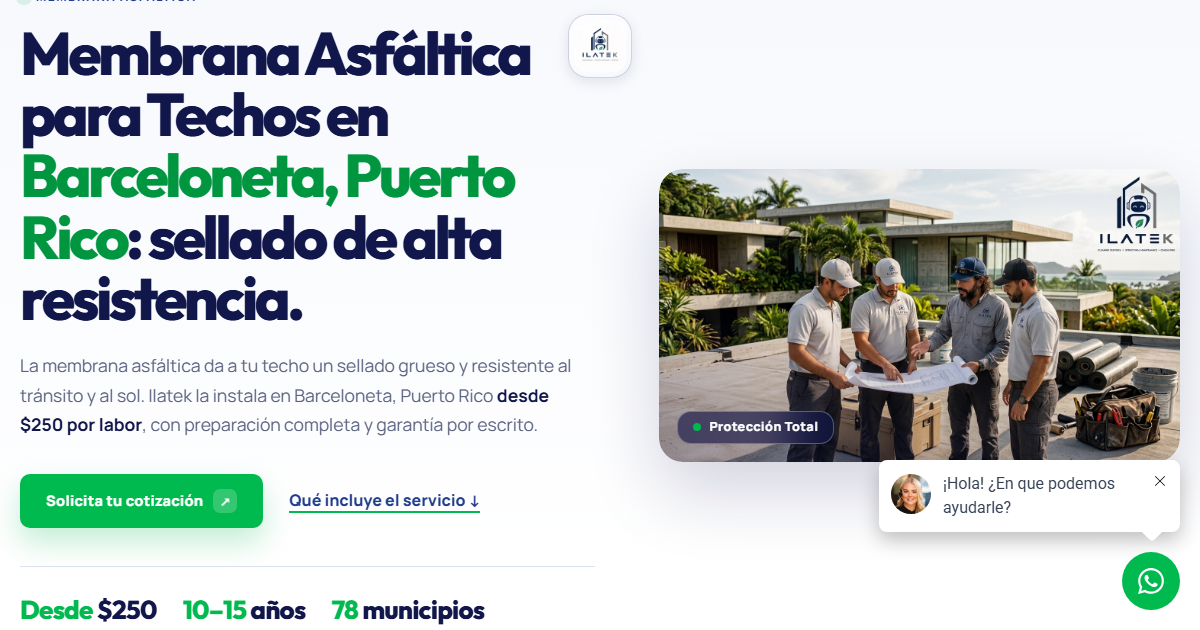 Membrana Asfáltica
para Techos en
Barceloneta, Puerto
Rico: sellado de alta
resistencia.
ILATEK
La membrana asfáltica da a tu techo un sellado grueso y resistente al
tránsito y al sol. Ilatek la instala en Barceloneta, Puerto Rico desde
$250 por labor, con preparación completa y garantía por escrito.
Solicita tu cotización ↗
Qué incluye el servicio ↓
Desde $250
10–15 años
78 municipios
ILATEK
Protección Total
¡Hola! ¿En que podemos
ayudarle?